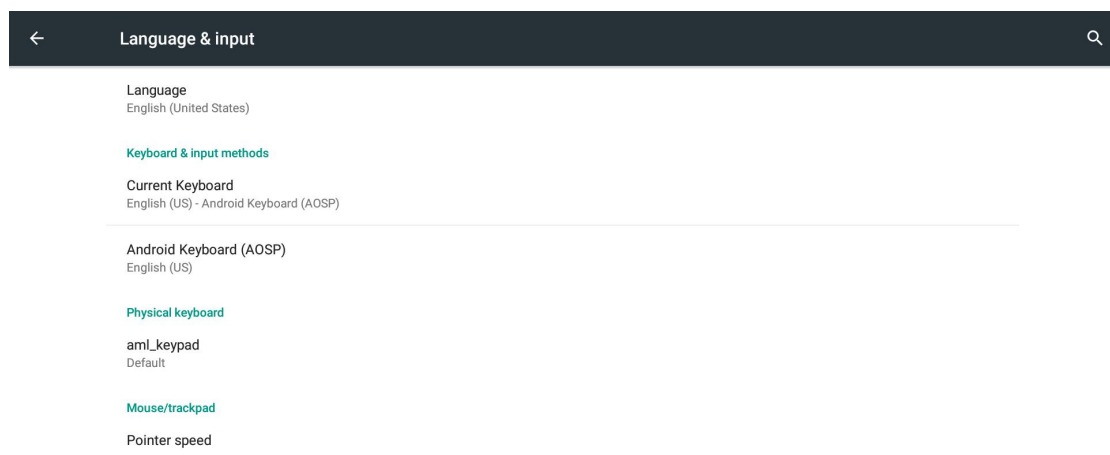 Language & input
Language
English (United States)
Keyboard & input methods
Current Keyboard
English (US) - Android Keyboard (AOSP)
Android Keyboard (AOSP)
English (US)
Physical keyboard
aml_keypad
Default
Mouse/trackpad
Pointer speed